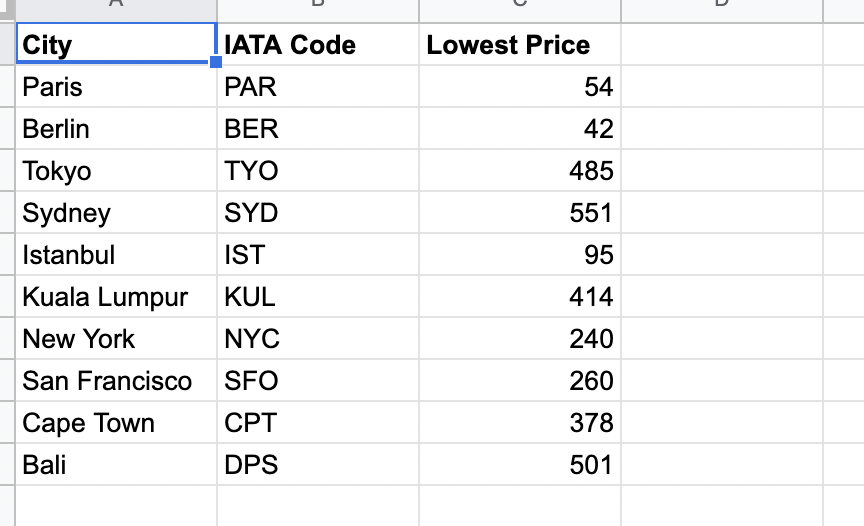 City IATA Code Lowest Price
Paris PAR 54
Berlin BER 42
Tokyo TYO 485
Sydney SYD 551
Istanbul IST 95
Kuala Lumpur KUL 414
New York NYC 240
San Francisco SFO 260
Cape Town CPT 378
Bali DPS 501